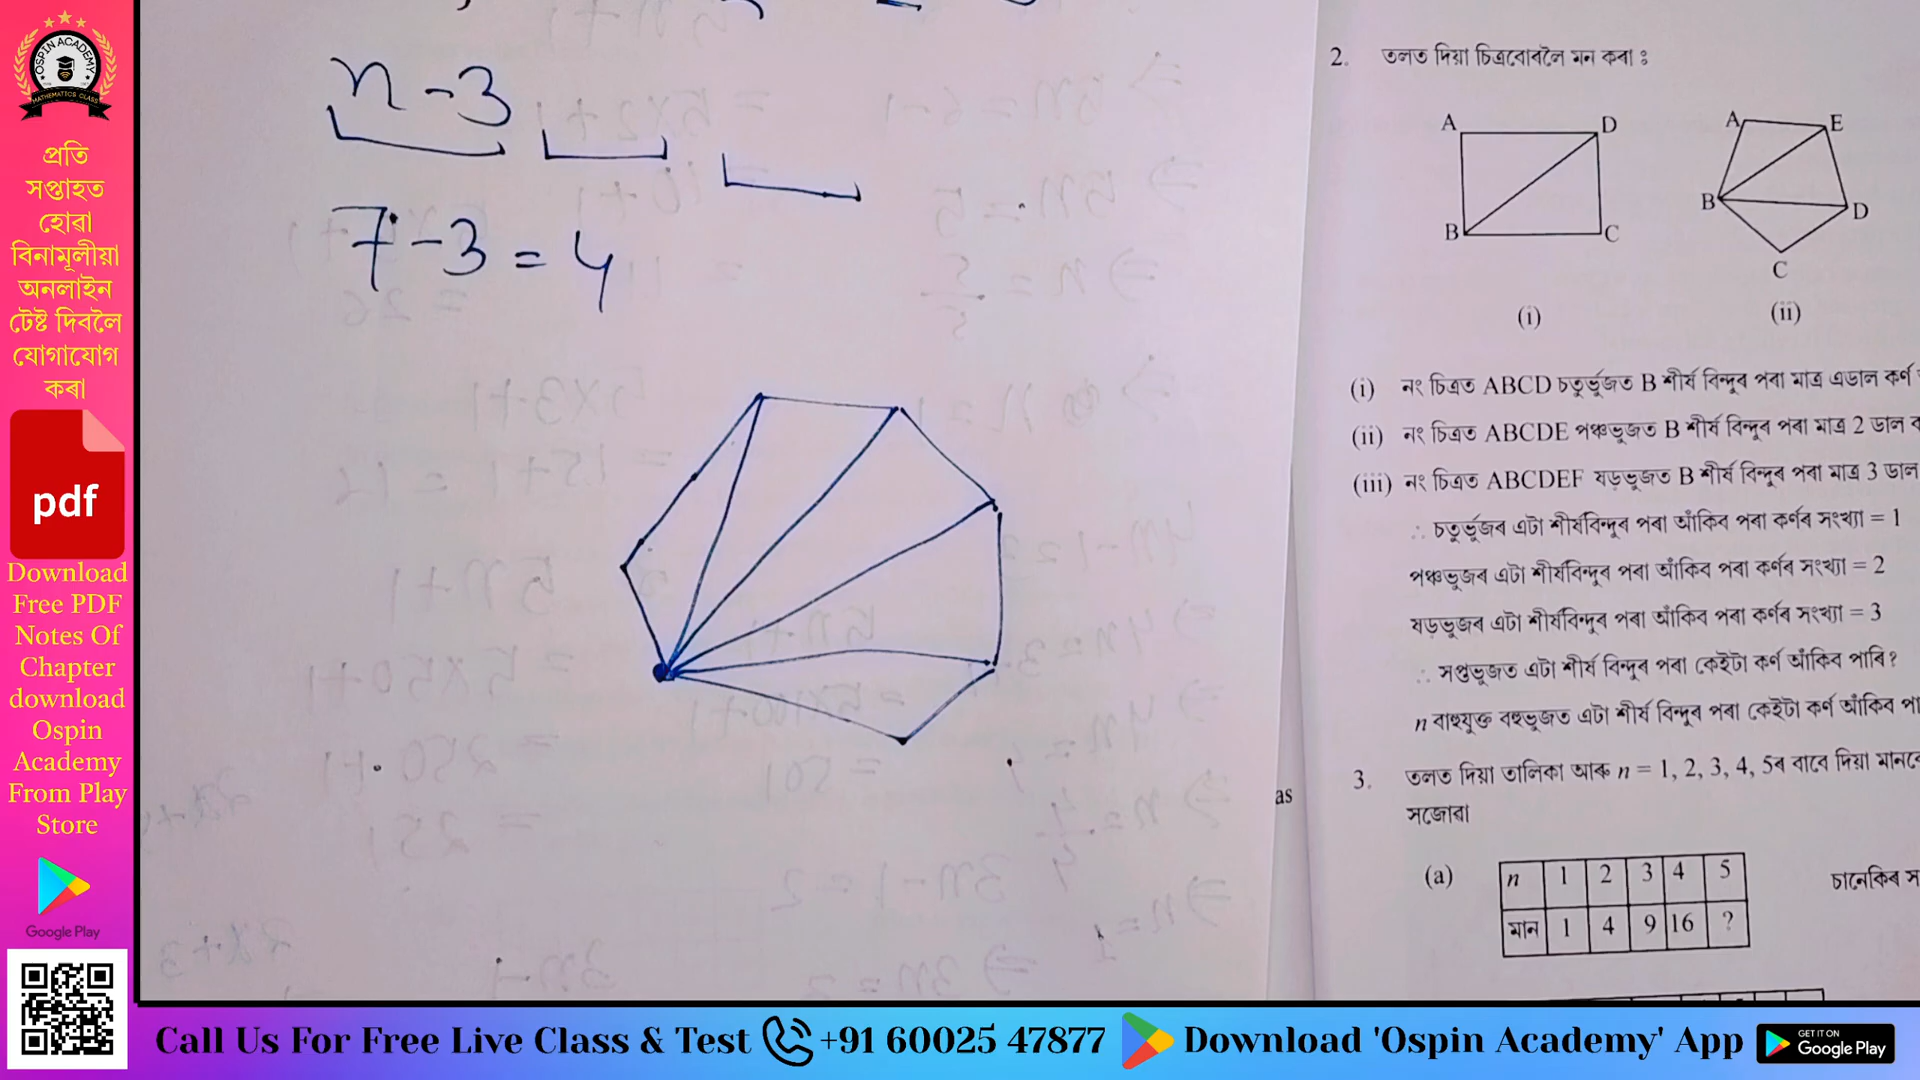 OSPIN ACADEMY
MATHEMATICS CLASS
প্ৰতি
সপ্তাহত
হোৱা
বিনামূলীয়া
অনলাইন
টেষ্ট দিবলৈ
যোগাযোগ
কৰা
pdf
Download
Free PDF
Notes Of
Chapter
download
Ospin
Academy
From Play
Store
Google Play
n-3
7-3=4
as
2. তলত দিয়া চিত্ৰবোৰলৈ মন কৰা ঃ
A D
B C
(i)
A E
B D
C
(ii)
(i) নং চিত্ৰত ABCD চতুৰ্ভুজত B শীৰ্ষ বিন্দুৰ পৰা মাত্ৰ এডাল কৰ্ণ
(ii) নং চিত্ৰত ABCDE পঞ্চভুজত B শীৰ্ষ বিন্দুৰ পৰা মাত্ৰ 2 ডাল
(iii) নং চিত্ৰত ABCDEF ষড়ভুজত B শীৰ্ষ বিন্দুৰ পৰা মাত্ৰ 3 ডাল
∴ চতুৰ্ভুজৰ এটা শীৰ্ষবিন্দুৰ পৰা আঁকিব পৰা কৰ্ণৰ সংখ্যা = 1
পঞ্চভুজৰ এটা শীৰ্ষবিন্দুৰ পৰা আঁকিব পৰা কৰ্ণৰ সংখ্যা = 2
ষড়ভুজৰ এটা শীৰ্ষবিন্দুৰ পৰা আঁকিব পৰা কৰ্ণৰ সংখ্যা = 3
∴ সপ্তভুজত এটা শীৰ্ষ বিন্দুৰ পৰা কেইটা কৰ্ণ আঁকিব পাৰি?
n বাহুযুক্ত বহুভুজত এটা শীৰ্ষ বিন্দুৰ পৰা কেইটা কৰ্ণ আঁকিব
3. তলত দিয়া তালিকা আৰু n = 1, 2, 3, 4, 5ৰ বাবে দিয়া
সজোৱা
(a) n 1 2 3 4 5
মান 1 4 9 16 ?
চানেকিৰ
Call Us For Free Live Class & Test +91 60025 47877 Download 'Ospin Academy' App
GET IT ON
Google Play